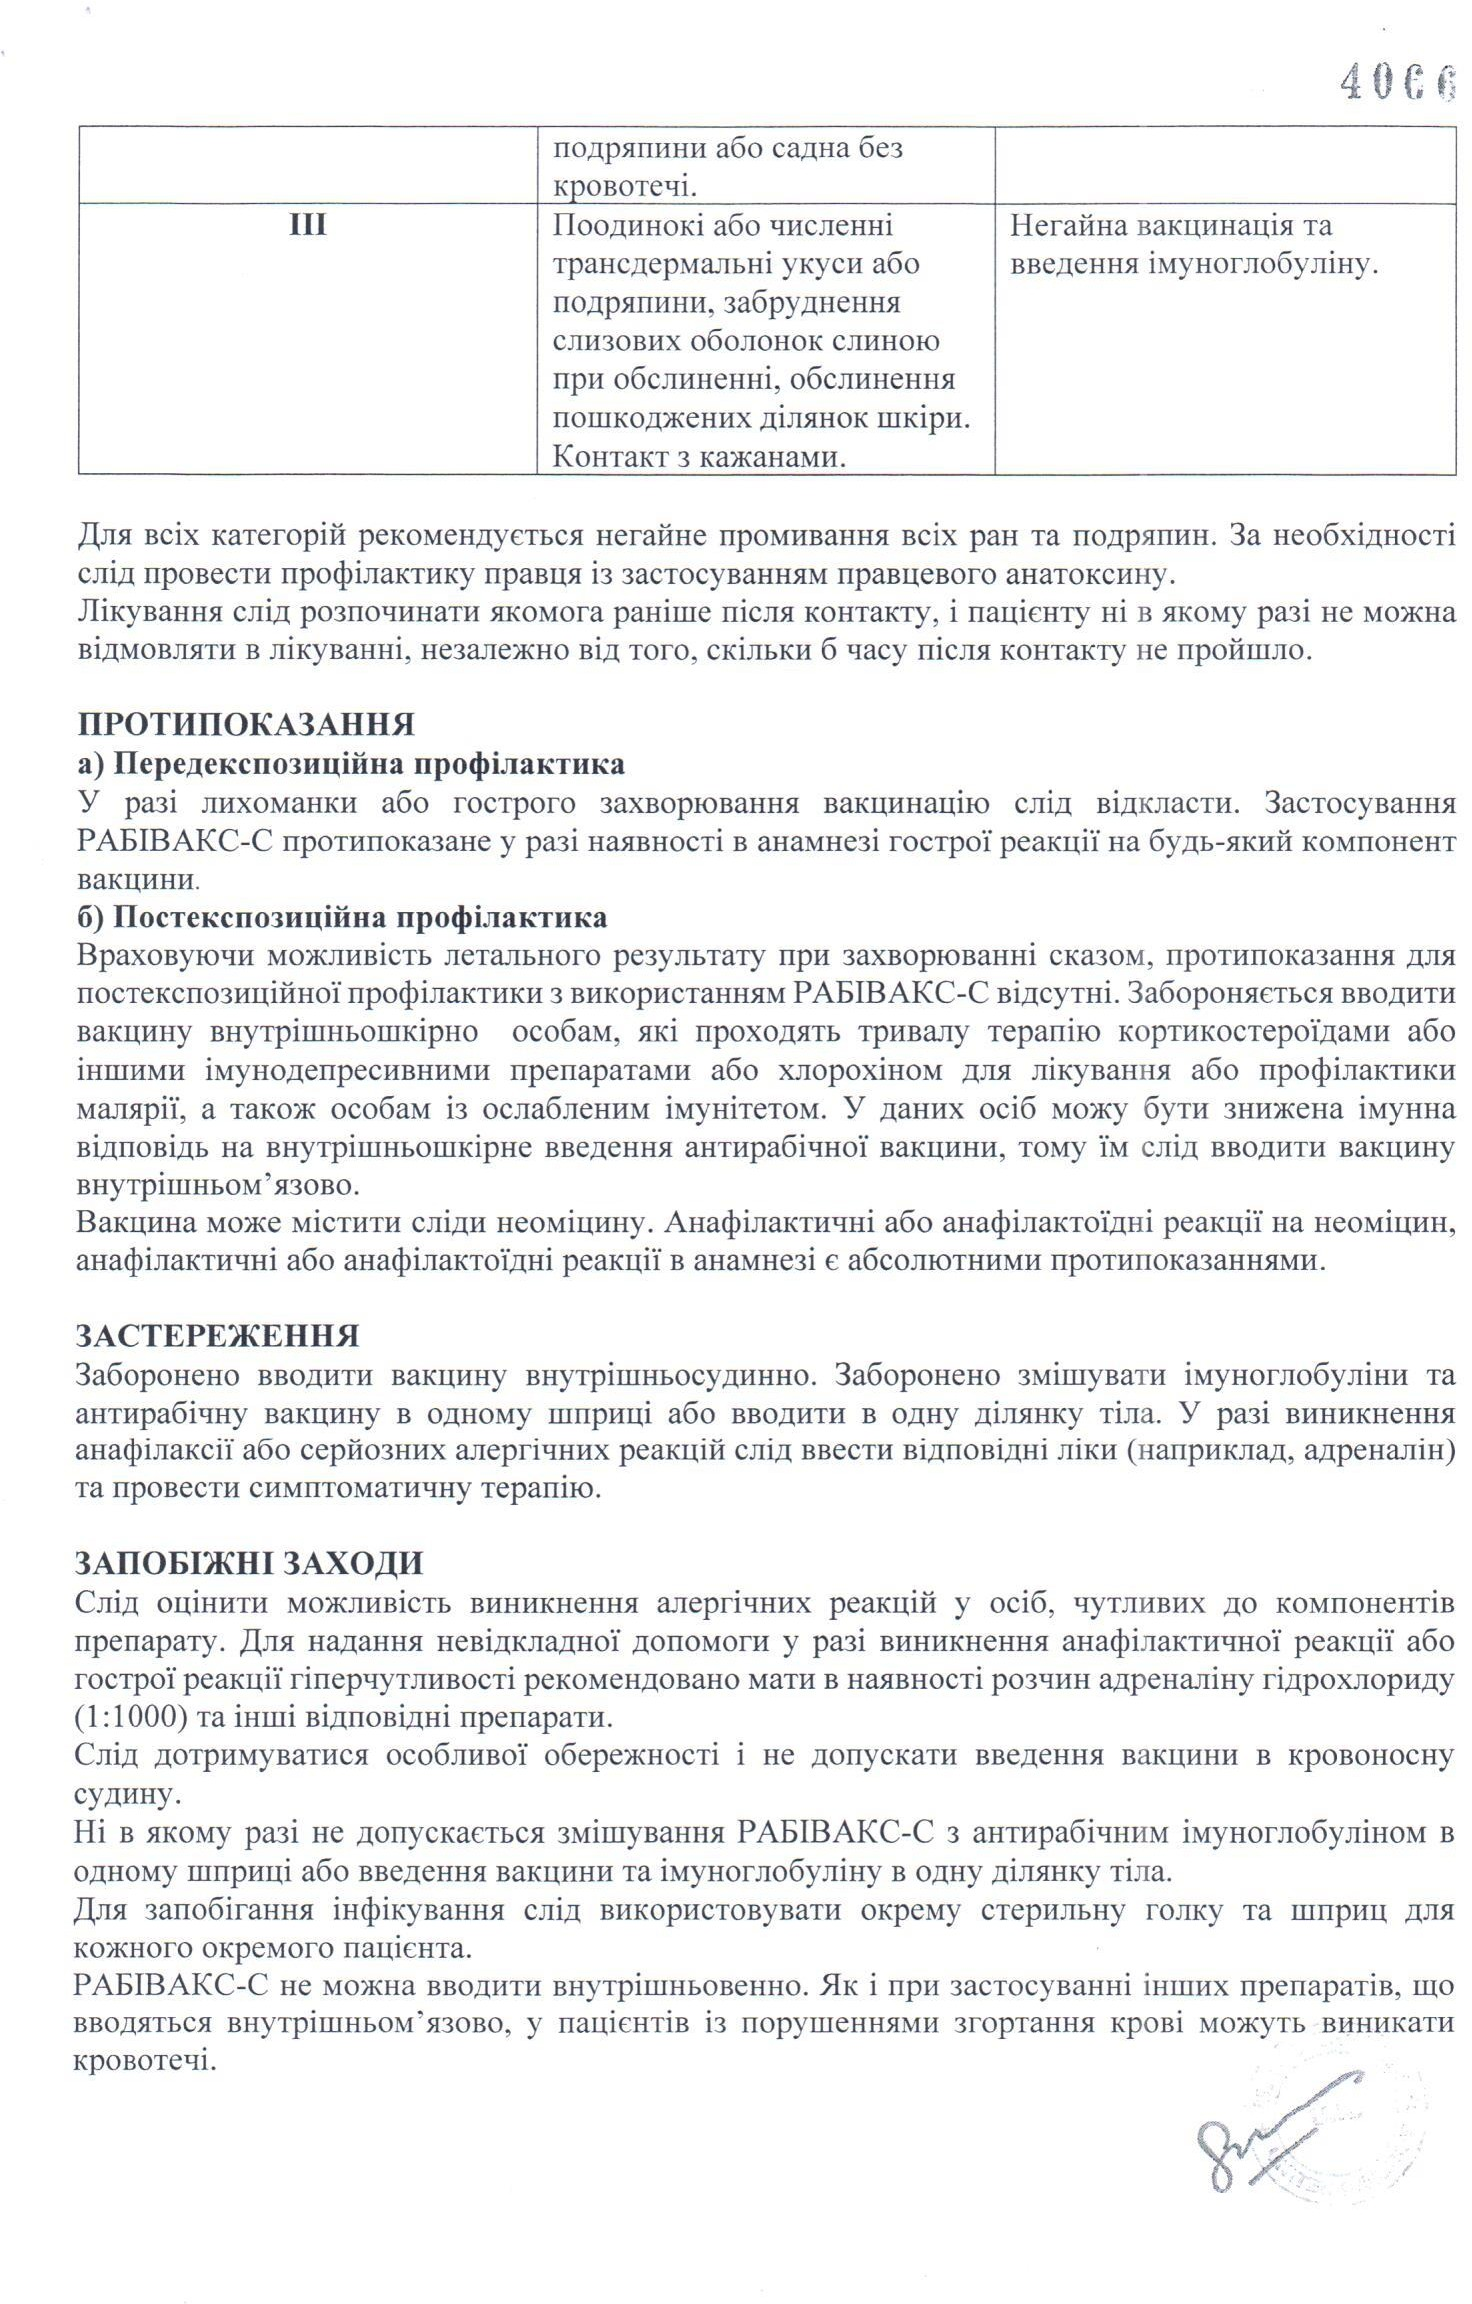 4066
подряпини або садна без
кровотечі.
III
Поодинокі або численні
трансдермальні укуси або
подряпини, забруднення
слизових оболонок слиною
при обслиненні, обслинення
пошкоджених ділянок шкіри.
Контакт з кажанами.
Негайна вакцинація та
введення імуноглобуліну.
Для всіх категорій рекомендується негайне промивання всіх ран та подряпин. За необхідності
слід провести профілактику правця із застосуванням правцевого анатоксину.
Лікування слід розпочинати якомога раніше після контакту, і пацієнту ні в якому разі не можна
відмовляти в лікуванні, незалежно від того, скільки б часу після контакту не пройшло.
ПРОТИПОКАЗАННЯ
а) Передекспозиційна профілактика
У разі лихоманки або гострого захворювання вакцинацію слід відкласти. Застосування
РАБІВАКС-С протипоказане у разі наявності в анамнезі гострої реакції на будь-який компонент
вакцини.
б) Постекспозиційна профілактика
Враховуючи можливість летального результату при захворюванні сказом, протипоказання для
постекспозиційної профілактики з використанням РАБІВАКС-С відсутні. Забороняється вводити
вакцину внутрішньошкірно особам, які проходять тривалу терапію кортикостероїдами або
іншими імунодепресивними препаратами або хлорохіном для лікування або профілактики
малярії, а також особам із ослабленим імунітетом. У даних осіб можу бути знижена імунна
відповідь на внутрішньошкірне введення антирабічної вакцини, тому їм слід вводити вакцину
внутрішньом’язово.
Вакцина може містити сліди неоміцину. Анафілактичні або анафілактоїдні реакції на неоміцин,
анафілактичні або анафілактоїдні реакції в анамнезі є абсолютними протипоказаннями.
ЗАСТЕРЕЖЕННЯ
Заборонено вводити вакцину внутрішньосудинно. Заборонено змішувати імуноглобуліни та
антирабічну вакцину в одному шприці або вводити в одну ділянку тіла. У разі виникнення
анафілаксії або серйозних алергічних реакцій слід ввести відповідні ліки (наприклад, адреналін)
та провести симптоматичну терапію.
ЗАПОБІЖНІ ЗАХОДИ
Слід оцінити можливість виникнення алергічних реакцій у осіб, чутливих до компонентів
препарату. Для надання невідкладної допомоги у разі виникнення анафілактичної реакції або
гострої реакції гіперчутливості рекомендовано мати в наявності розчин адреналіну гідрохлориду
(1:1000) та інші відповідні препарати.
Слід дотримуватися особливої обережності і не допускати введення вакцини в кровоносну
судину.
Ні в якому разі не допускається змішування РАБІВАКС-С з антирабічним імуноглобуліном в
одному шприці або введення вакцини та імуноглобуліну в одну ділянку тіла.
Для запобігання інфікування слід використовувати окрему стерильну голку та шприц для
кожного окремого пацієнта.
РАБІВАКС-С не можна вводити внутрішньовенно. Як і при застосуванні інших препаратів, що
вводяться внутрішньом’язово, у пацієнтів із порушеннями згортання крові можуть виникати
кровотечі.